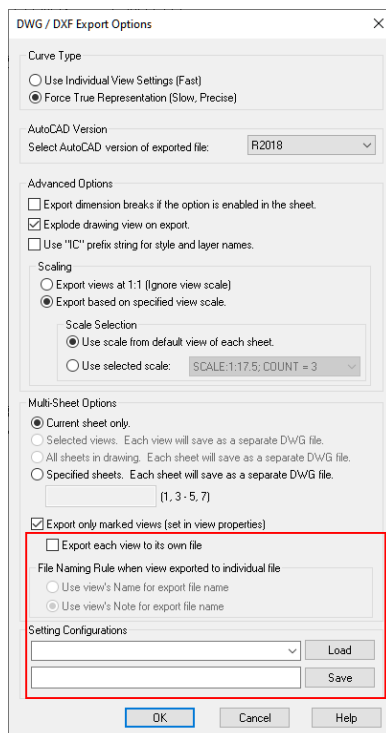 DWG / DXF Export Options
Curve Type
Use Individual View Settings (Fast)
Force True Representation (Slow, Precise)
AutoCAD Version
Select AutoCAD version of exported file: R2018
Advanced Options
Export dimension breaks if the option is enabled in the sheet.
Explode drawing view on export.
Use "IC" prefix string for style and layer names.
Scaling
Export views at 1:1 (Ignore view scale)
Export based on specified view scale.
Scale Selection
Use scale from default view of each sheet.
Use selected scale: SCALE:1:17.5; COUNT = 3
Multi-Sheet Options
Current sheet only.
Selected views. Each view will save as a separate DWG file.
All sheets in drawing. Each sheet will save as a separate DWG file.
Specified sheets. Each sheet will save as a separate DWG file.
(1, 3 - 5, 7)
Export only marked views (set in view properties)
Export each view to its own file
File Naming Rule when view exported to individual file
Use view's Name for export file name
Use view's Note for export file name
Setting Configurations
Load
Save
OK Cancel Help